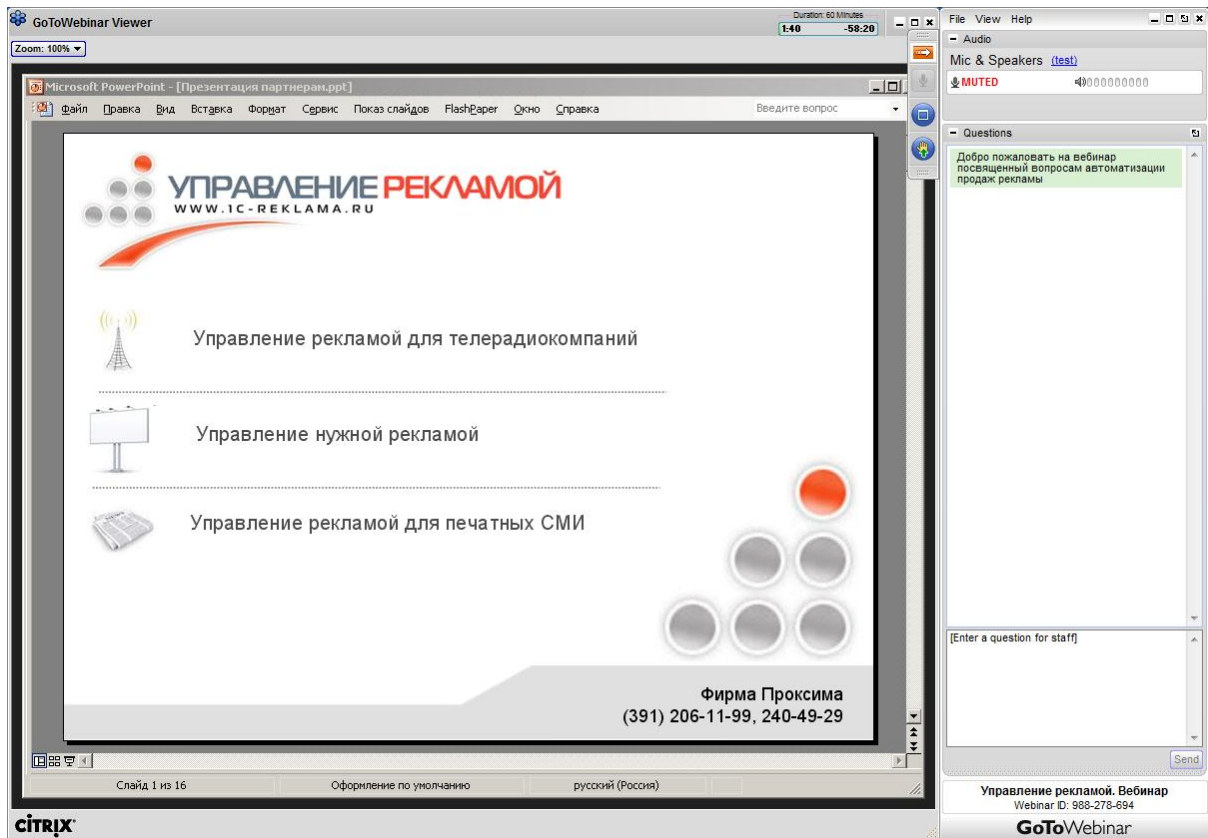 GoToWebinar Viewer
Duration: 60 Minutes
1:40 -58:20
Zoom: 100%
Microsoft PowerPoint - [Презентация партнерам.ppt]
Файл Правка Вид Вставка Формат Сервис Показ слайдов FlashPaper Окно Справка
Введите вопрос
УПРАВЛЕНИЕ РЕКЛАМОЙ
WWW.1C-REKLAMA.RU
Управление рекламой для телерадиокомпаний
Управление нужной рекламой
Управление рекламой для печатных СМИ
Фирма Проксима
(391) 206-11-99, 240-49-29
Слайд 1 из 16 Оформление по умолчанию русский (Россия)
CİTRIX
File View Help
Audio
Mic & Speakers (test)
MUTED
Questions
Добро пожаловать на вебинар
посвященный вопросам автоматизации
продаж рекламы
[Enter a question for staff]
Send
Управление рекламой. Вебинар
Webinar ID: 988-278-694
GoToWebinar